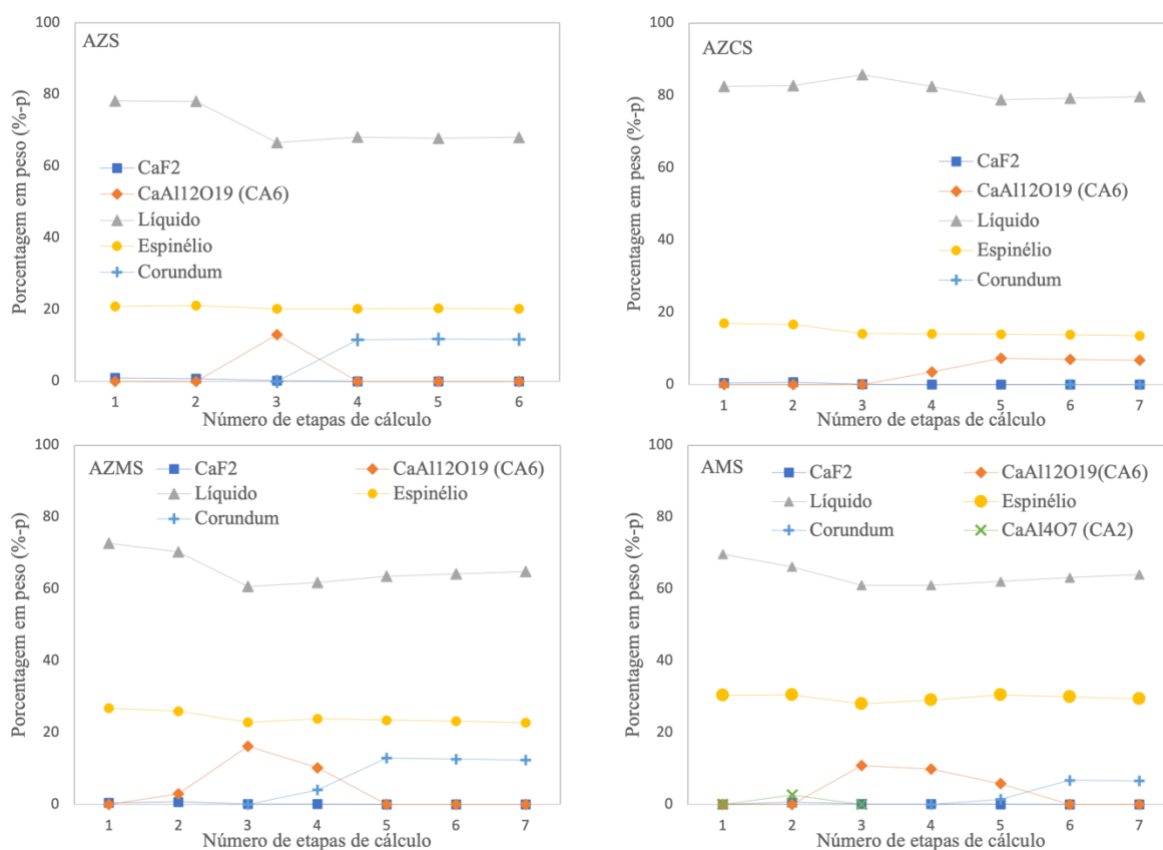 AZS
Porcentagem em peso (%-p)
100
80
60
40
20
0
CaF2
CaAl12O19 (CA6)
Líquido
Espinélio
Corundum
1 2 3 4 5 6
Número de etapas de cálculo
AZCS
Porcentagem em peso (%-p)
100
80
60
40
20
0
CaF2
CaAl12O19 (CA6)
Líquido
Espinélio
Corundum
1 2 3 4 5 6 7
Número de etapas de cálculo
AZMS
Porcentagem em peso (%-p)
100
80
60
40
20
0
CaF2 CaAl12O19 (CA6)
Líquido Espinélio
Corundum
1 2 3 4 5 6 7
Número de etapas de cálculo
AMS
Porcentagem em peso (%-p)
100
80
60
40
20
0
CaF2 CaAl12O19(CA6)
Líquido Espinélio
Corundum CaAl4O7 (CA2)
1 2 3 4 5 6 7
Número de etapas de cálculo